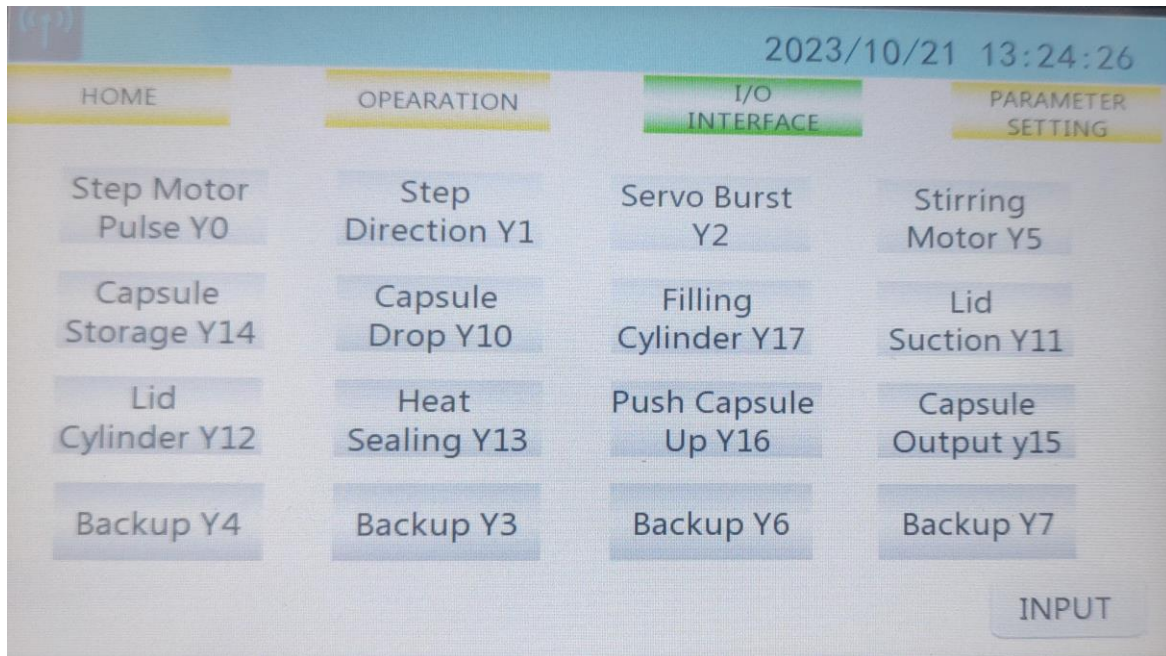 2023/10/21 13:24:26
HOME
OPEARATION
I/O
INTERFACE
PARAMETER
SETTING
Step Motor
Pulse Y0
Step
Direction Y1
Servo Burst
Y2
Stirring
Motor Y5
Capsule
Storage Y14
Capsule
Drop Y10
Filling
Cylinder Y17
Lid
Suction Y11
Lid
Cylinder Y12
Heat
Sealing Y13
Push Capsule
Up Y16
Capsule
Output y15
Backup Y4
Backup Y3
Backup Y6
Backup Y7
INPUT